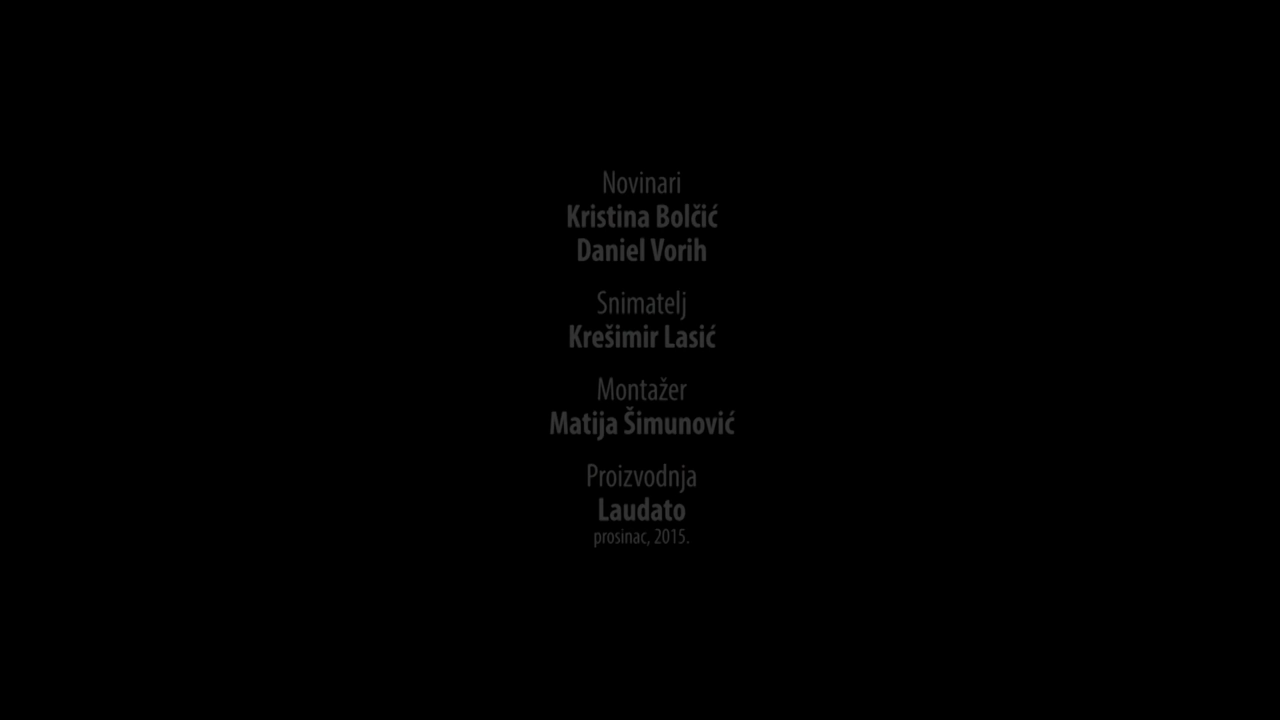 Novinari
Kristina Bolčić
Daniel Vorih
Snimatelj
Krešimir Lasić
Montažer
Matija Šimunović
Proizvodnja
Laudato
prosinac, 2015.